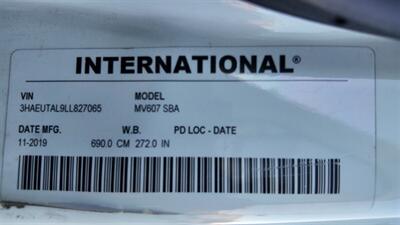 INTERNATIONAL®
VIN MODEL
3HAEUTAL9LL827065 MV607 SBA
DATE MFG. W.B. PD LOC - DATE
11-2019 690.0 CM 272.0 IN